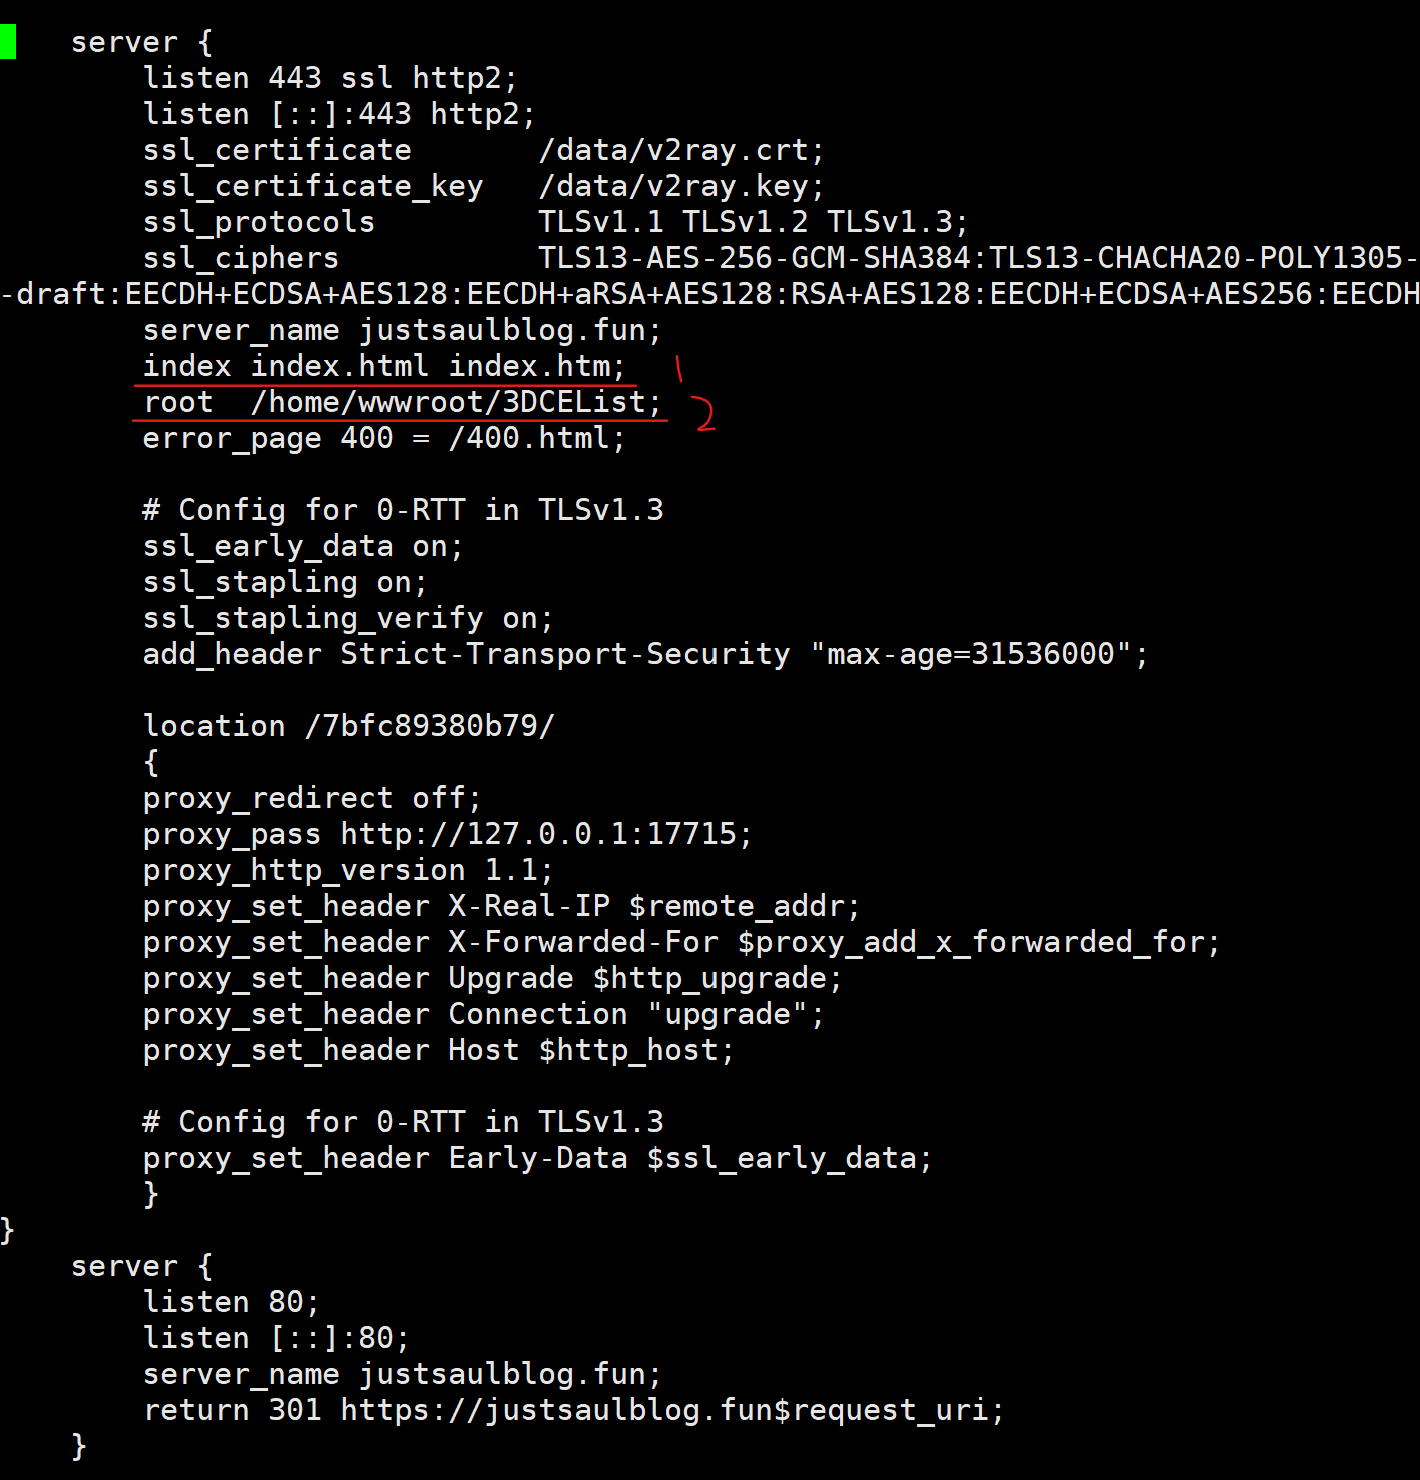 server {
listen 443 ssl http2;
listen [::]:443 http2;
ssl_certificate       /data/v2ray.crt;
ssl_certificate_key   /data/v2ray.key;
ssl_protocols         TLSv1.1 TLSv1.2 TLSv1.3;
ssl_ciphers           TLS13-AES-256-GCM-SHA384:TLS13-CHACHA20-POLY1305-
-draft:EECDH+ECDSA+AES128:EECDH+aRSA+AES128:RSA+AES128:EECDH+ECDSA+AES256:EECDH
server_name justsaulblog.fun;
index index.html index.htm; 1
root  /home/wwwroot/3DCEList; 2
error_page 400 = /400.html;
# Config for 0-RTT in TLSv1.3
ssl_early_data on;
ssl_stapling on;
ssl_stapling_verify on;
add_header Strict-Transport-Security "max-age=31536000";
location /7bfc89380b79/
{
proxy_redirect off;
proxy_pass http://127.0.0.1:17715;
proxy_http_version 1.1;
proxy_set_header X-Real-IP $remote_addr;
proxy_set_header X-Forwarded-For $proxy_add_x_forwarded_for;
proxy_set_header Upgrade $http_upgrade;
proxy_set_header Connection "upgrade";
proxy_set_header Host $http_host;
# Config for 0-RTT in TLSv1.3
proxy_set_header Early-Data $ssl_early_data;
}
}
server {
listen 80;
listen [::]:80;
server_name justsaulblog.fun;
return 301 https://justsaulblog.fun$request_uri;
}